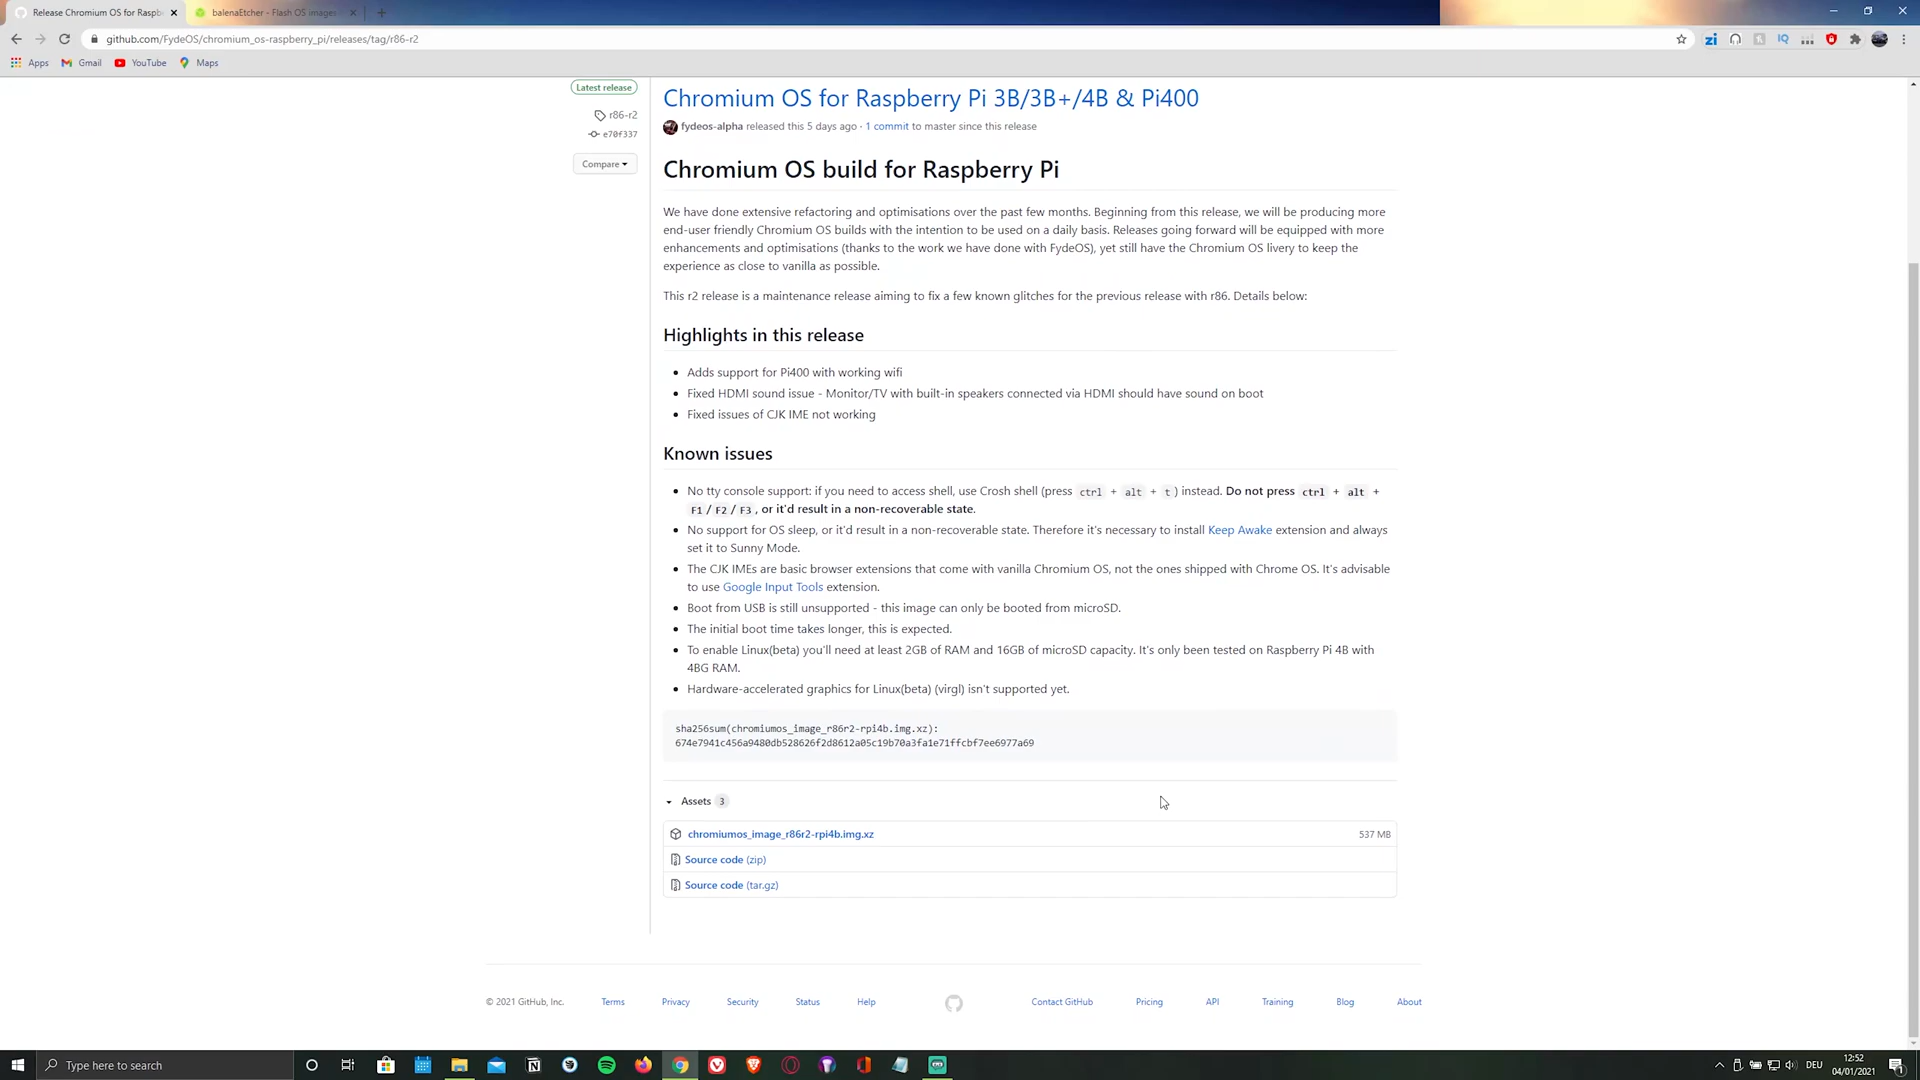 Release Chromium OS for Raspb
balenaEtcher - Flash OS images
github.com/FydeOS/chromium_os-raspberry_pi/releases/tag/r86-r2
Apps
Gmail
YouTube
Maps
Latest release
r86-r2
e70f337
Compare
Chromium OS for Raspberry Pi 3B/3B+/4B & Pi400
fydeos-alpha released this 5 days ago · 1 commit to master since this release
Chromium OS build for Raspberry Pi
We have done extensive refactoring and optimisations over the past few months. Beginning from this release, we will be producing more
end-user friendly Chromium OS builds with the intention to be used on a daily basis. Releases going forward will be equipped with more
enhancements and optimisations (thanks to the work we have done with FydeOS), yet still have the Chromium OS livery to keep the
experience as close to vanilla as possible.
This r2 release is a maintenance release aiming to fix a few known glitches for the previous release with r86. Details below:
Highlights in this release
Adds support for Pi400 with working wifi
Fixed HDMI sound issue - Monitor/TV with built-in speakers connected via HDMI should have sound on boot
Fixed issues of CJK IME not working
Known issues
No tty console support: if you need to access shell, use Crosh shell (press ctrl + alt + t ) instead. Do not press ctrl + alt +
F1 / F2 / F3 , or it'd result in a non-recoverable state.
No support for OS sleep, or it'd result in a non-recoverable state. Therefore it's necessary to install Keep Awake extension and always
set it to Sunny Mode.
The CJK IMEs are basic browser extensions that come with vanilla Chromium OS, not the ones shipped with Chrome OS. It's advisable
to use Google Input Tools extension.
Boot from USB is still unsupported - this image can only be booted from microSD.
The initial boot time takes longer, this is expected.
To enable Linux(beta) you'll need at least 2GB of RAM and 16GB of microSD capacity. It's only been tested on Raspberry Pi 4B with
4BG RAM.
Hardware-accelerated graphics for Linux(beta) (virgl) isn't supported yet.
sha256sum(chromiumos_image_r86r2-rpi4b.img.xz):
674e7941c456a9480db528626f2d8612a05c19b70a3fa1e71ffcbf7ee6977a69
Assets 3
chromiumos_image_r86r2-rpi4b.img.xz 537 MB
Source code (zip)
Source code (tar.gz)
© 2021 GitHub, Inc. Terms Privacy Security Status Help Contact GitHub Pricing API Training Blog About
Type here to search
DEU
12:52
04/01/2021